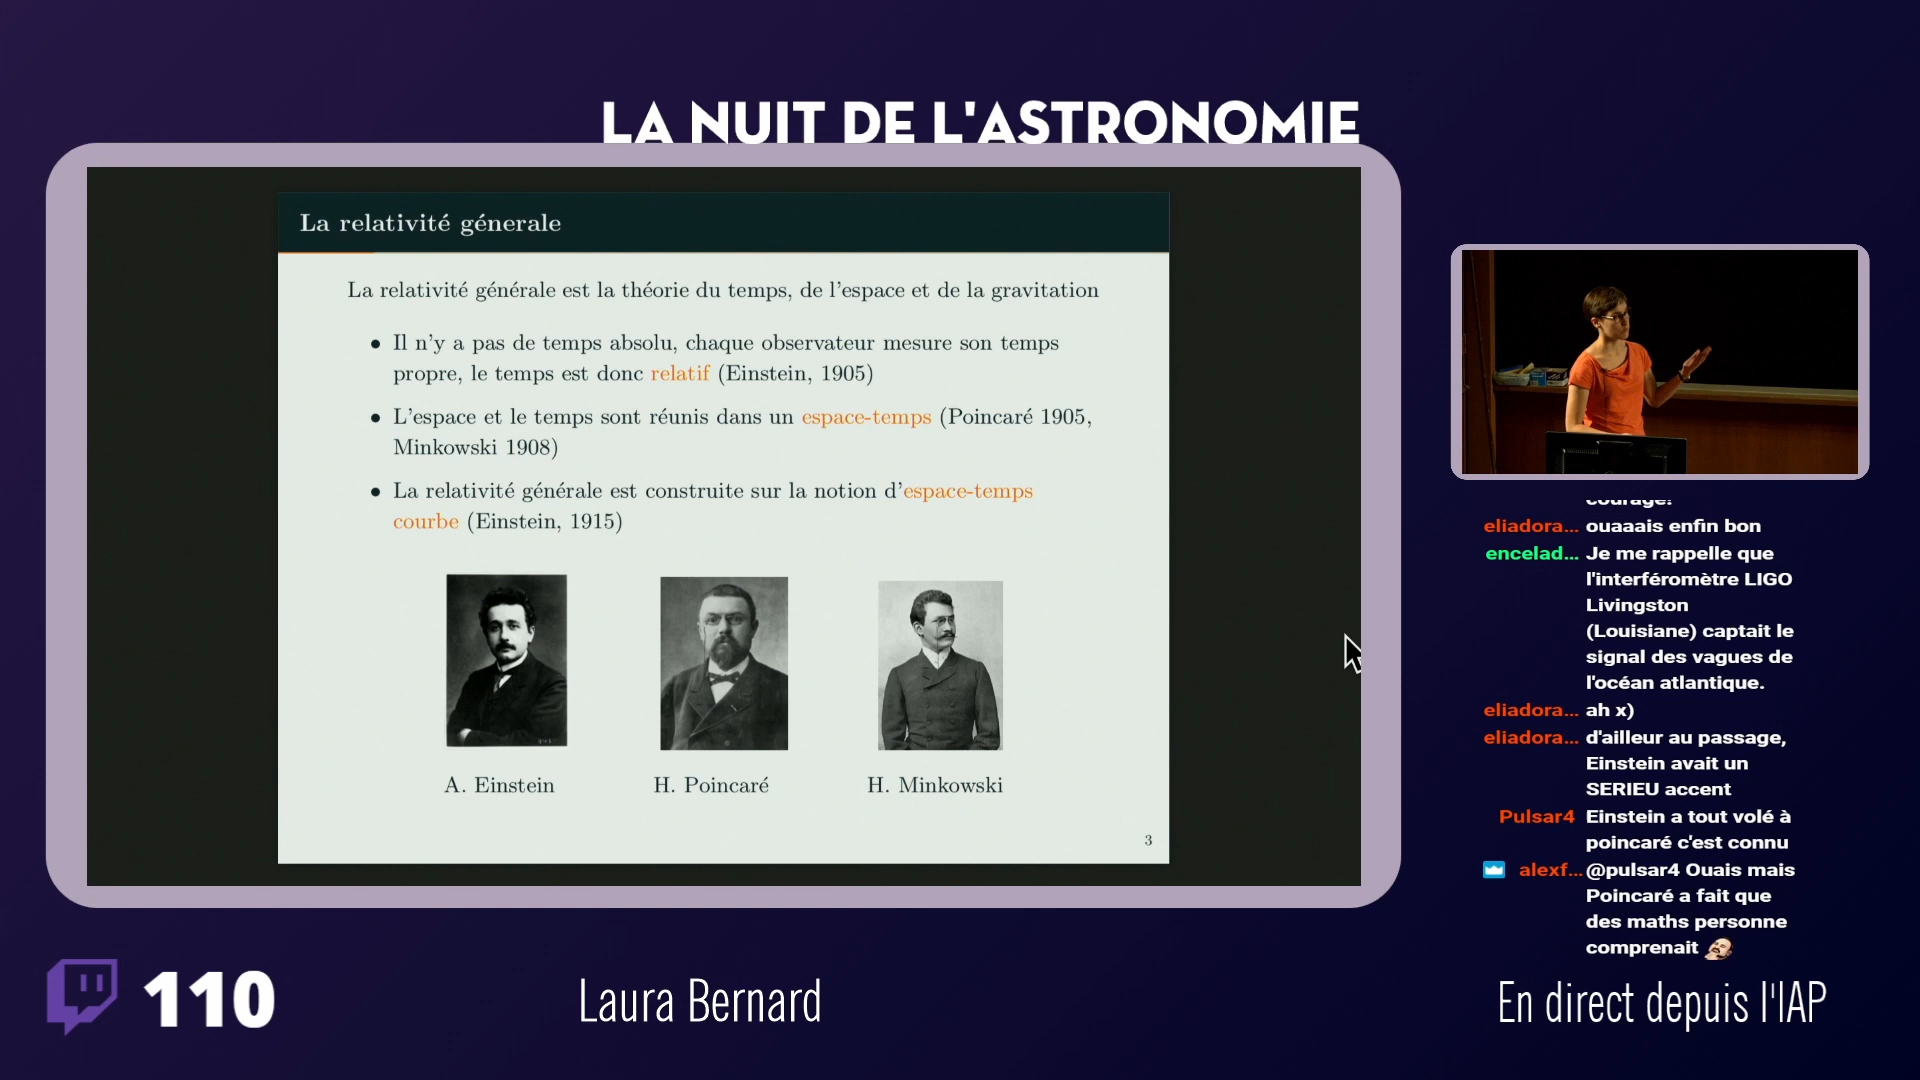 LA NUIT DE L'ASTRONOMIE
La relativité génerale
La relativité générale est la théorie du temps, de l'espace et de la gravitation
• Il n'y a pas de temps absolu, chaque observateur mesure son temps
propre, le temps est donc relatif (Einstein, 1905)
• L'espace et le temps sont réunis dans un espace-temps (Poincaré 1905,
Minkowski 1908)
• La relativité générale est construite sur la notion d'espace-temps
courbe (Einstein, 1915)
A. Einstein
H. Poincaré
H. Minkowski
3
courage!
eliadora... ouaaais enfin bon
encelad... Je me rappelle que
l'interféromètre LIGO
Livingston
(Louisiane) captait le
signal des vagues de
l'océan atlantique.
eliadora... ah x)
eliadora... d'ailleur au passage,
Einstein avait un
SERIEU accent
Pulsar4 Einstein a tout volé à
poincaré c'est connu
alexf... @pulsar4 Ouais mais
Poincaré a fait que
des maths personne
comprenait
110
Laura Bernard
En direct depuis l'IAP